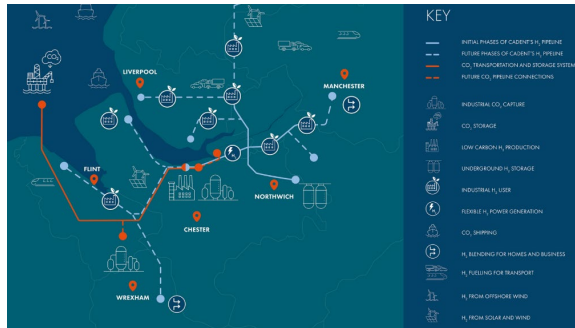 KEY
INITIAL PHASES OF CADENT'S H₂ PIPELINE
FUTURE PHASES OF CADENT'S H₂ PIPELINE
CO₂ TRANSPORTATION AND STORAGE SYSTEM
FUTURE CO₂ PIPELINE CONNECTIONS
INDUSTRIAL CO₂ CAPTURE
CO₂ STORAGE
LOW CARBON H₂ PRODUCTION
UNDERGROUND H₂ STORAGE
INDUSTRIAL H₂ USER
FLEXIBLE H₂ POWER GENERATION
CO₂ SHIPPING
H₂ BLENDING FOR HOMES AND BUSINESS
H₂ FUELLING FOR TRANSPORT
H₂ FROM OFFSHORE WIND
H₂ FROM SOLAR AND WIND
CO₂
LIVERPOOL
MANCHESTER
H₂
FLINT
NORTHWICH
CHESTER
WREXHAM